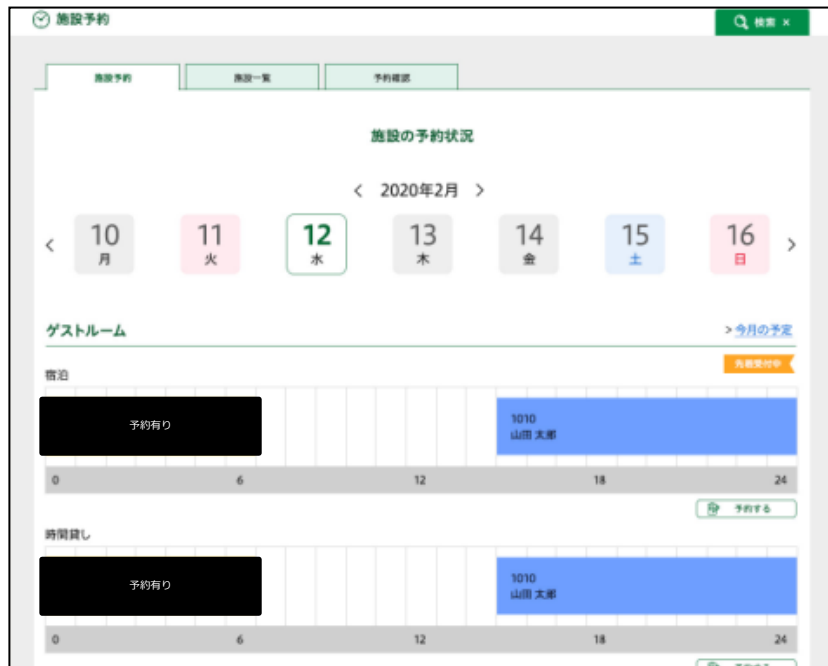 施設予約
検索 ×
施設予約
施設一覧
予約確認
施設の予約状況
< 2020年2月 >
< 10 11 12 13 14 15 16 >
月 火 水 木 金 土 日
ゲストルーム
> 今月の予定
先着受付中
宿泊
予約有り
1010
山田 太郎
0 6 12 18 24
予約する
時間貸し
予約有り
1010
山田 太郎
0 6 12 18 24